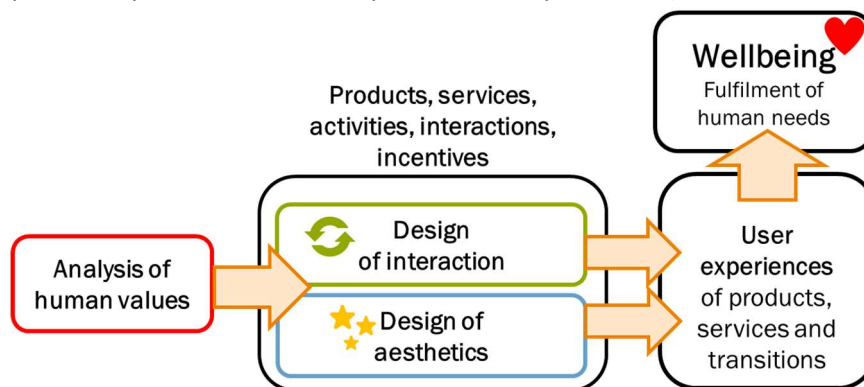 Wellbeing
Fulfilment of
human needs
Products, services,
activities, interactions,
incentives
Design
of interaction
Analysis of
human values
Design of
aesthetics
User
experiences
of products,
services and
transitions